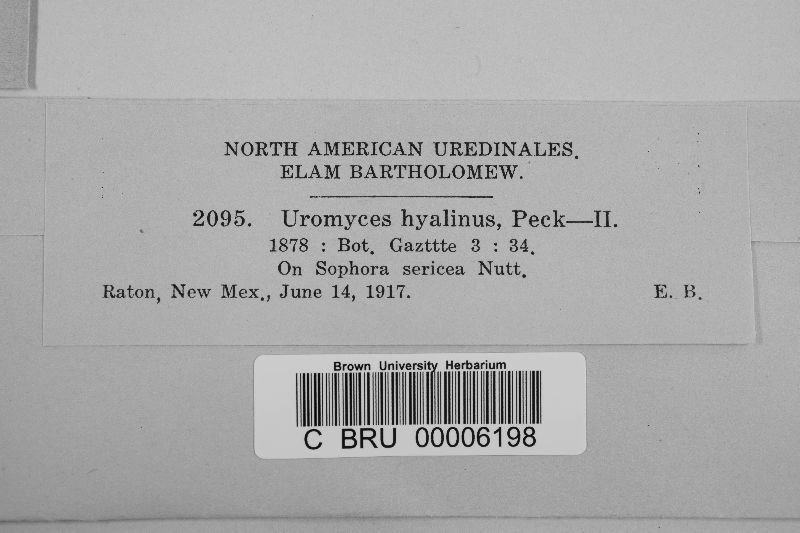 NORTH AMERICAN UREDINALES.
ELAM BARTHOLOMEW.
2095. Uromyces hyalinus, Peck—II.
1878 : Bot. Gazttte 3 : 34.
On Sophora sericea Nutt.
Raton, New Mex., June 14, 1917. E. B.
Brown University Herbarium
C BRU 00006198